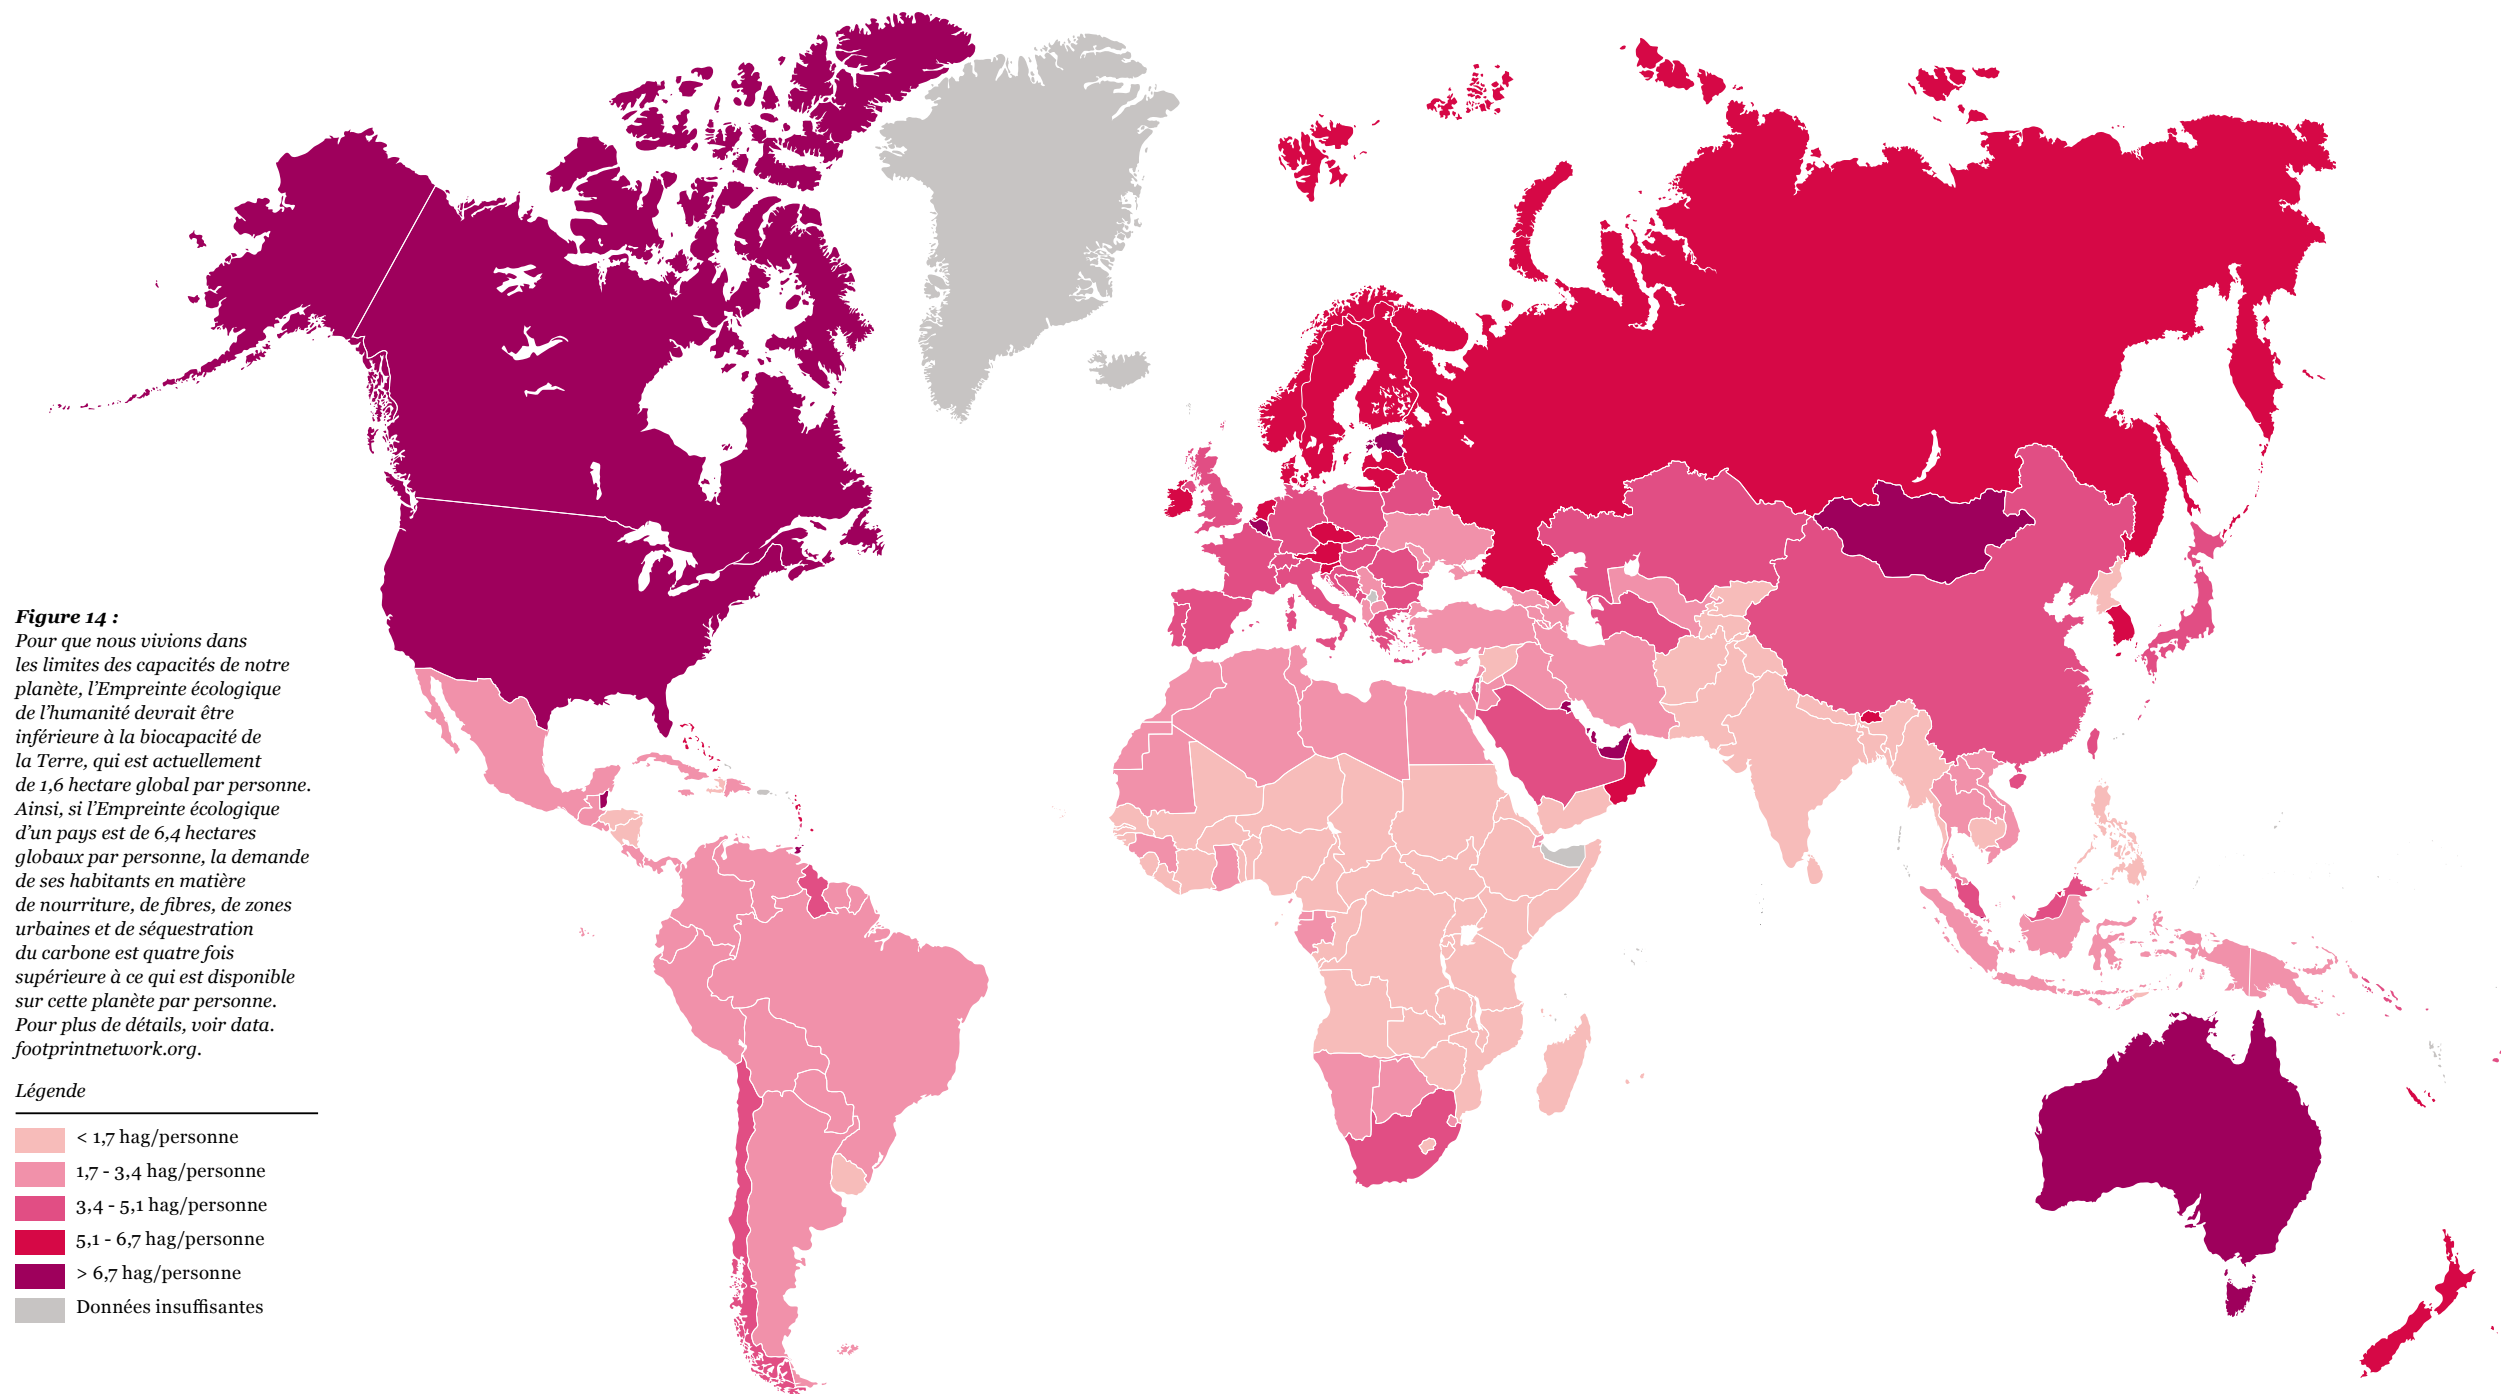 Figure 14 :
Pour que nous vivions dans
les limites des capacités de notre
planète, l’Empreinte écologique
de l’humanité devrait être
inférieure à la biocapacité de
la Terre, qui est actuellement
de 1,6 hectare global par personne.
Ainsi, si l’Empreinte écologique
d’un pays est de 6,4 hectares
globaux par personne, la demande
de ses habitants en matière
de nourriture, de fibres, de zones
urbaines et de séquestration
du carbone est quatre fois
supérieure à ce qui est disponible
sur cette planète par personne.
Pour plus de détails, voir data.
footprintnetwork.org.
Légende
< 1,7 hag/personne
1,7 - 3,4 hag/personne
3,4 - 5,1 hag/personne
5,1 - 6,7 hag/personne
> 6,7 hag/personne
Données insuffisantes